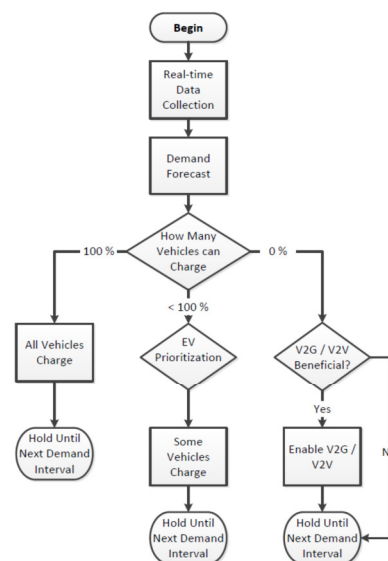 Begin
Real-time
Data
Collection
Demand
Forecast
How Many
Vehicles can
Charge
100 %
0 %
< 100 %
All Vehicles
Charge
EV
Prioritization
V2G / V2V
Beneficial?
Yes
Hold Until
Next Demand
Interval
Some
Vehicles
Charge
Enable V2G /
V2V
N
Hold Until
Next Demand
Interval
Hold Until
Next Demand
Interval